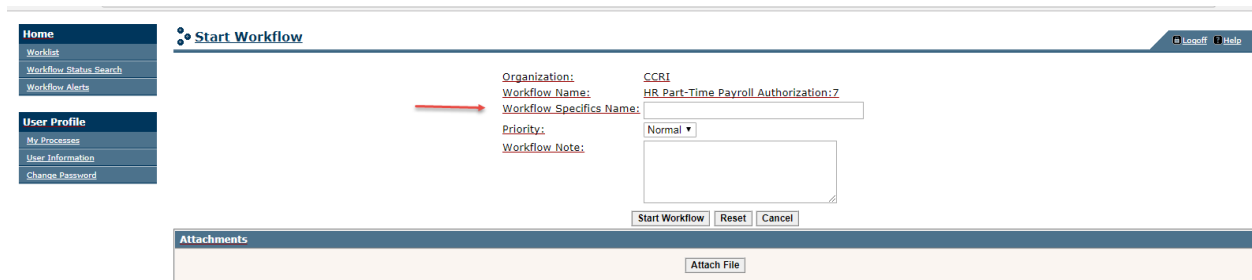 Home
Worklist
Workflow Status Search
Workflow Alerts
User Profile
My Processes
User Information
Change Password
Start Workflow
Logoff Help
Organization: CCRI
Workflow Name: HR Part-Time Payroll Authorization:7
Workflow Specifics Name:
Priority: Normal
Workflow Note:
Start Workflow Reset Cancel
Attachments
Attach File